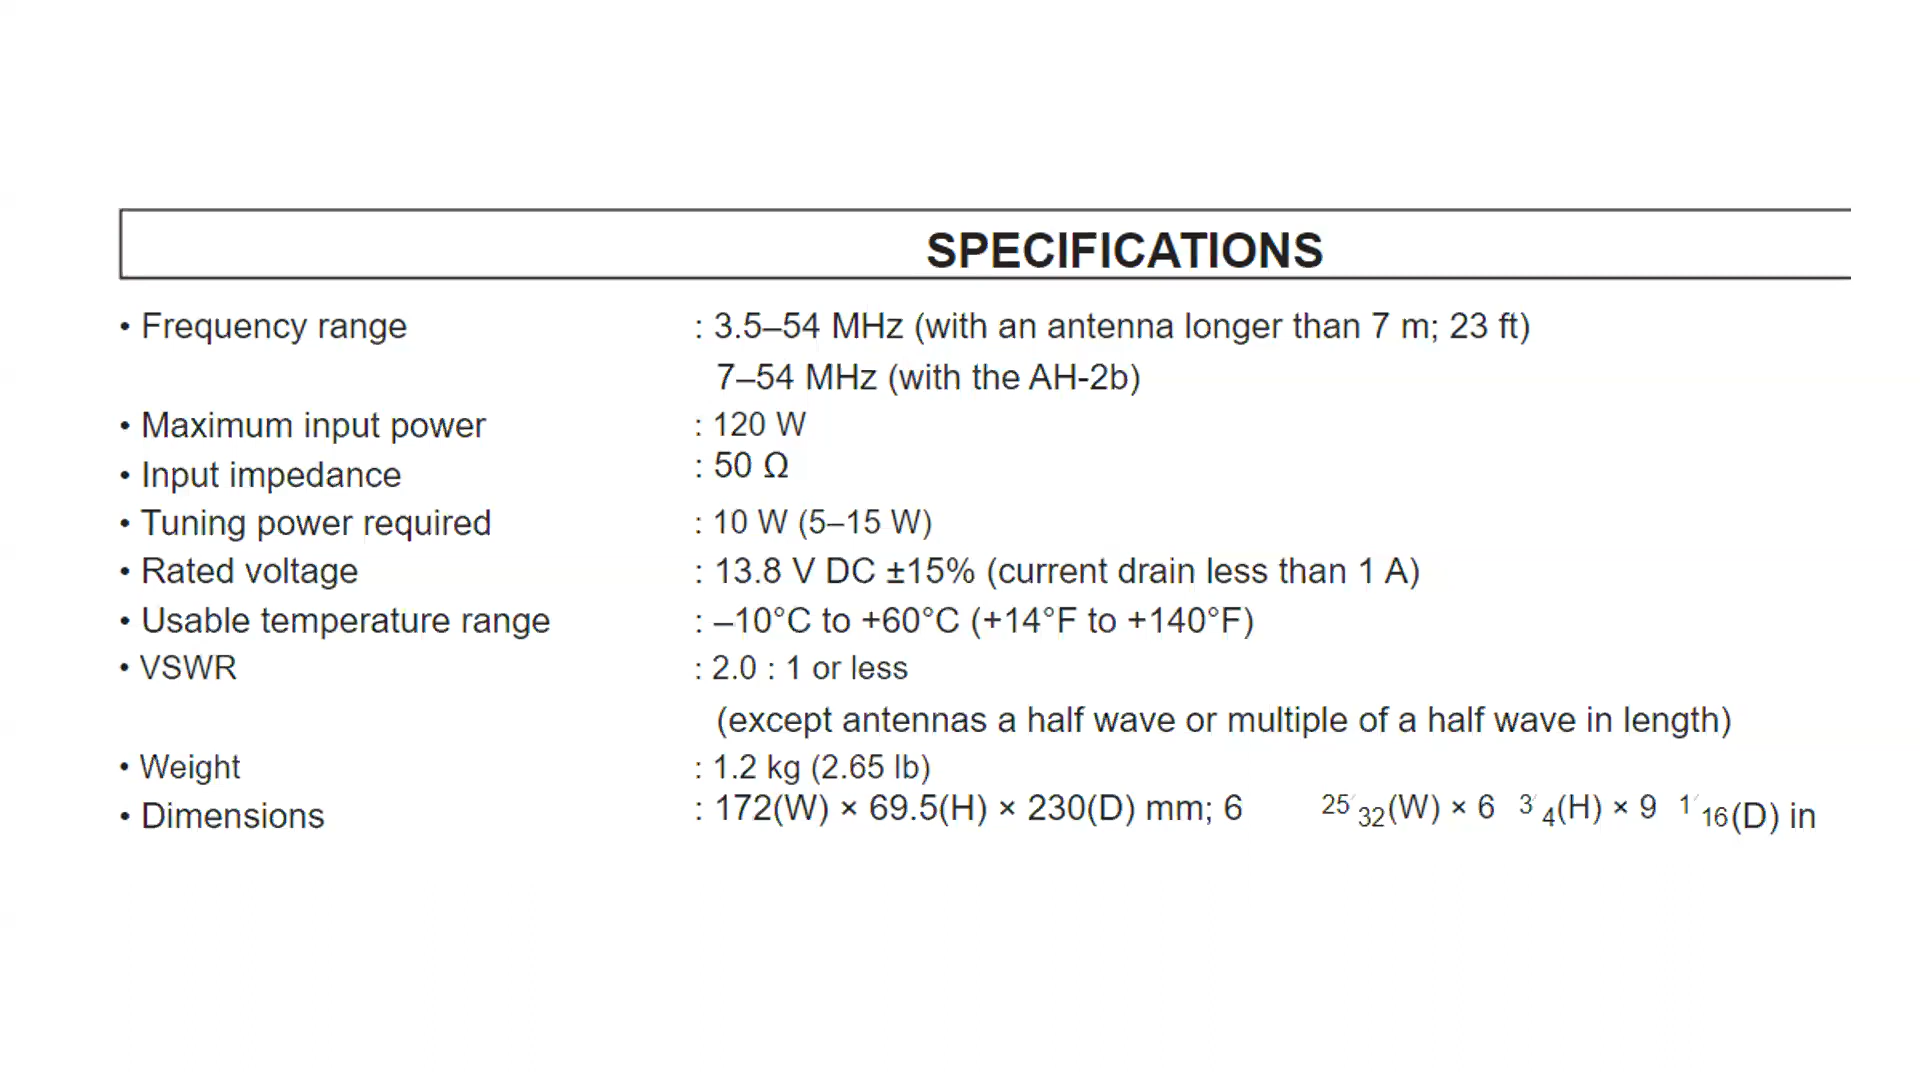 SPECIFICATIONS
• Frequency range : 3.5–54 MHz (with an antenna longer than 7 m; 23 ft)
7–54 MHz (with the AH-2b)
• Maximum input power : 120 W
• Input impedance : 50 Ω
• Tuning power required : 10 W (5–15 W)
• Rated voltage : 13.8 V DC ±15% (current drain less than 1 A)
• Usable temperature range : –10°C to +60°C (+14°F to +140°F)
• VSWR : 2.0 : 1 or less
(except antennas a half wave or multiple of a half wave in length)
• Weight : 1.2 kg (2.65 lb)
• Dimensions : 172(W) × 69.5(H) × 230(D) mm; 6 25⁄32(W) × 6 3⁄4(H) × 9 1⁄16(D) in